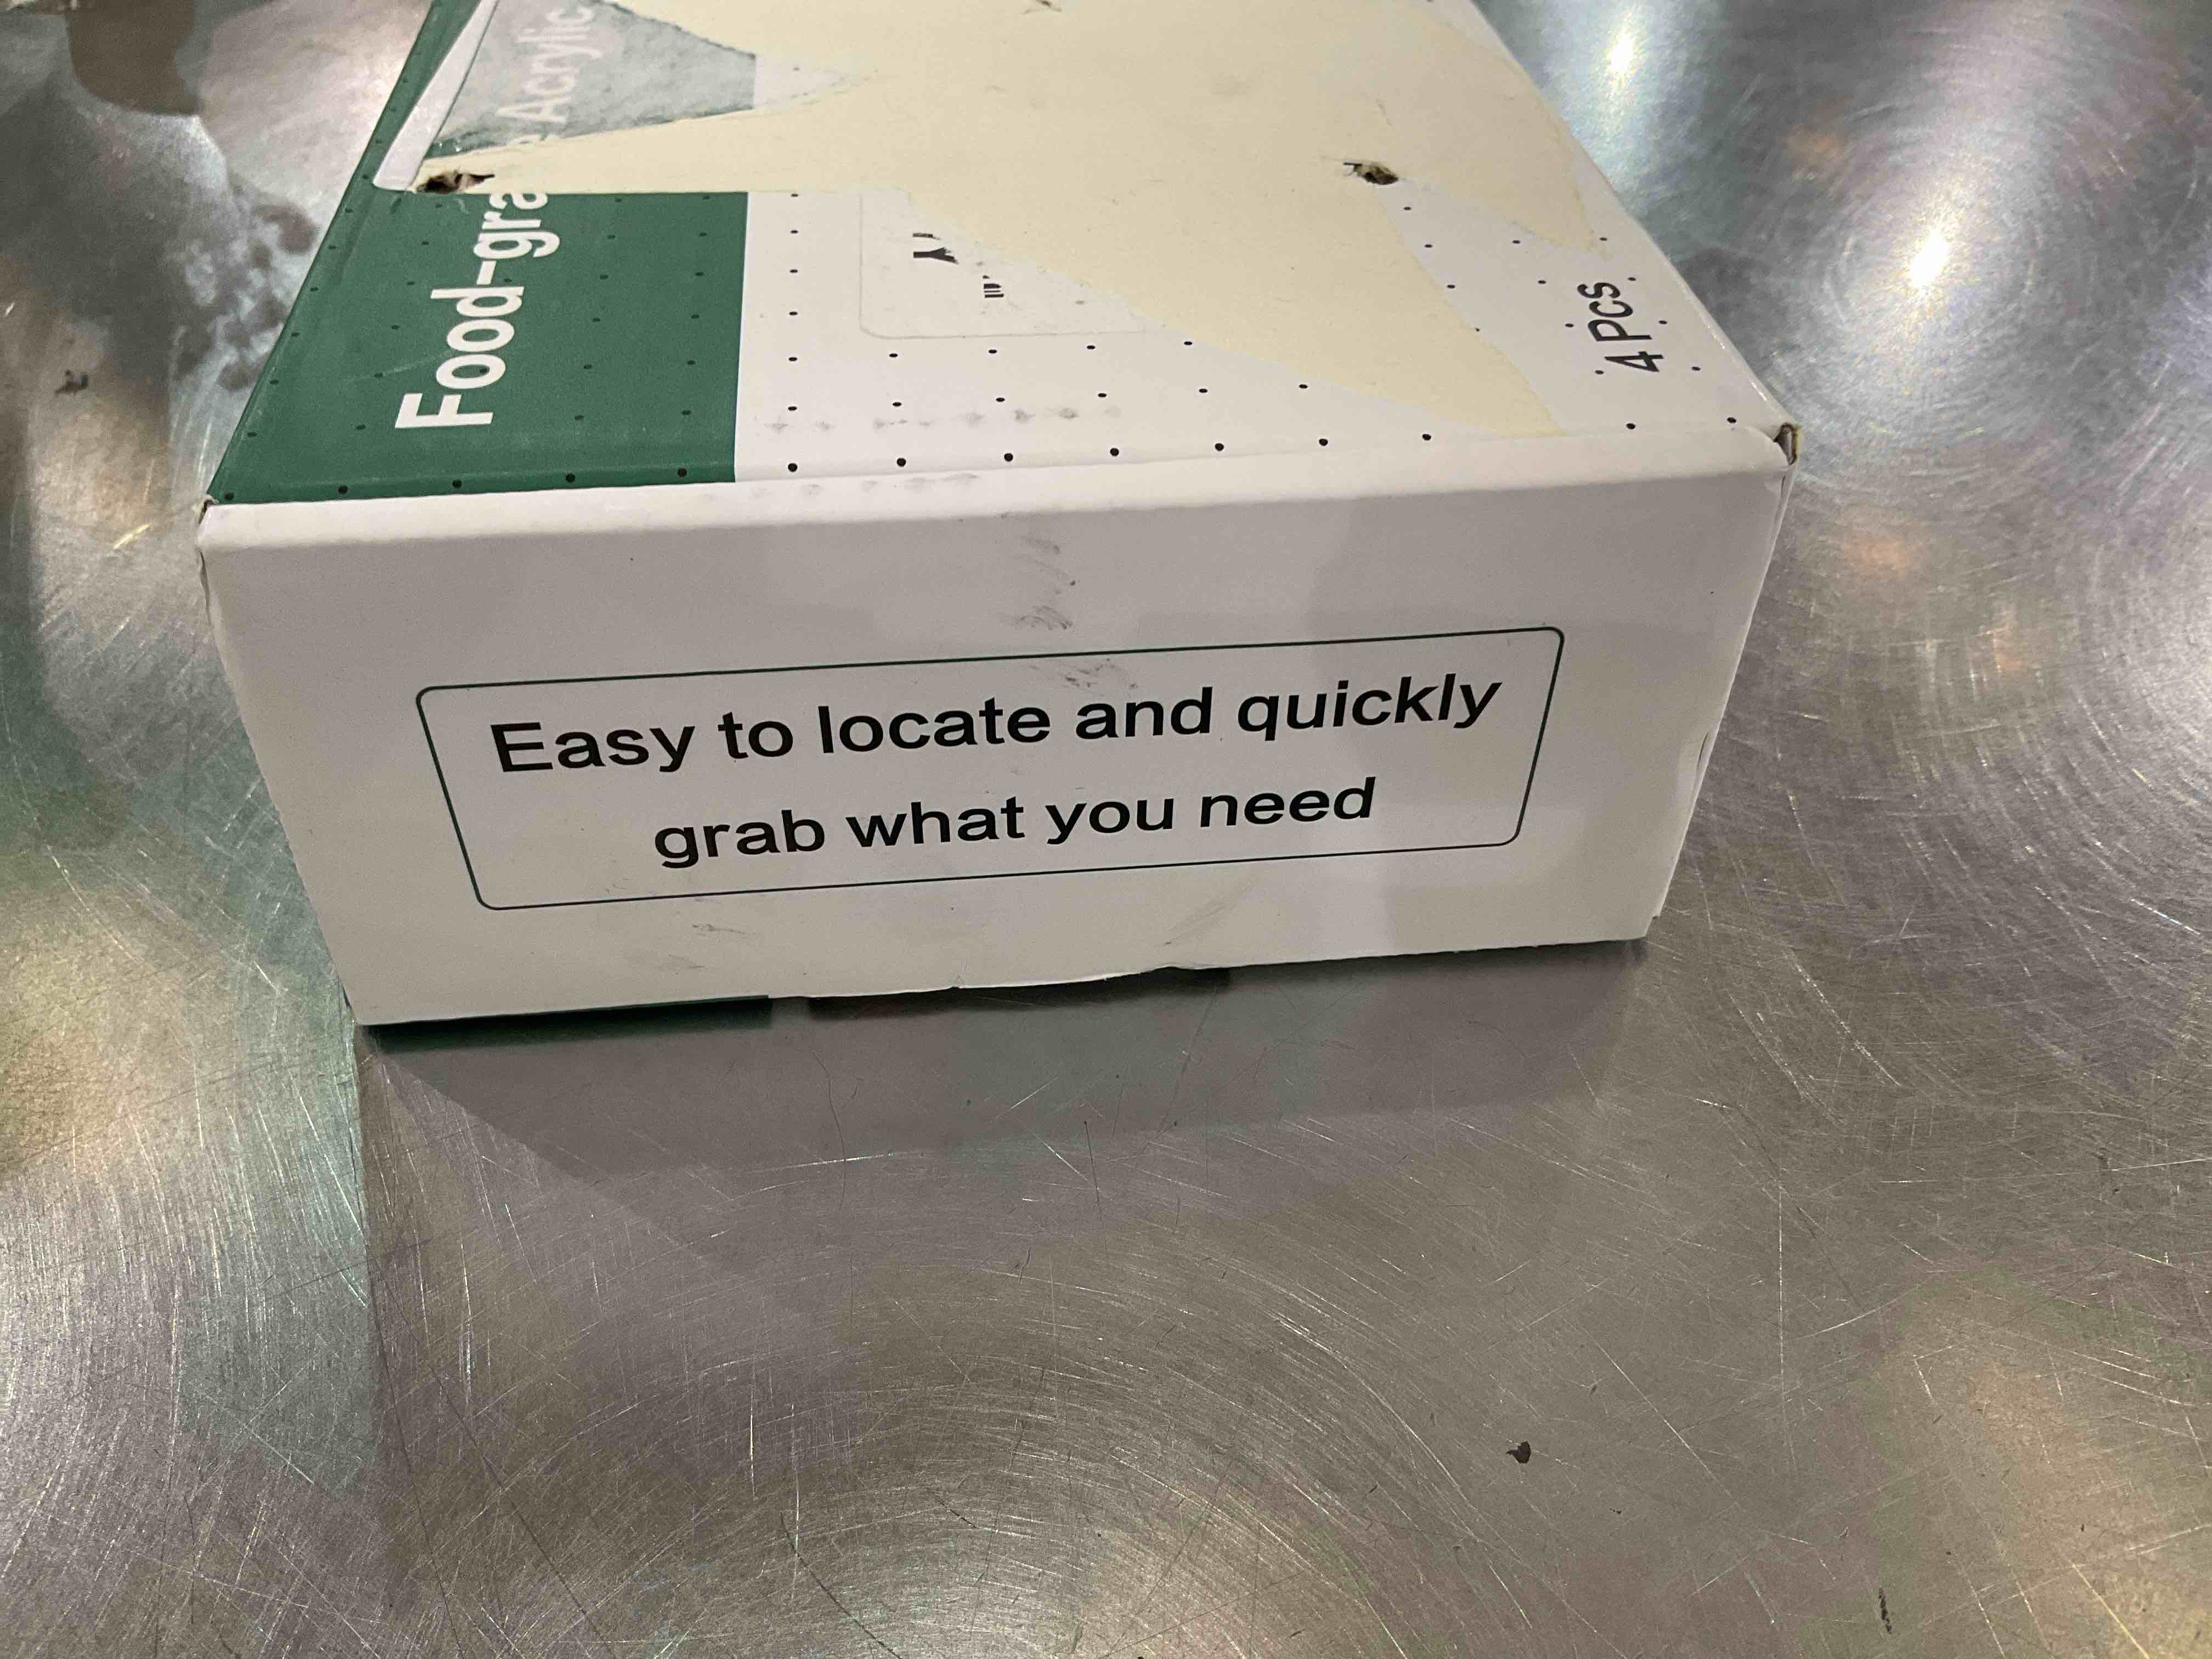 Food-gra
Acrylic
4 Pcs
Easy to locate and quickly
grab what you need